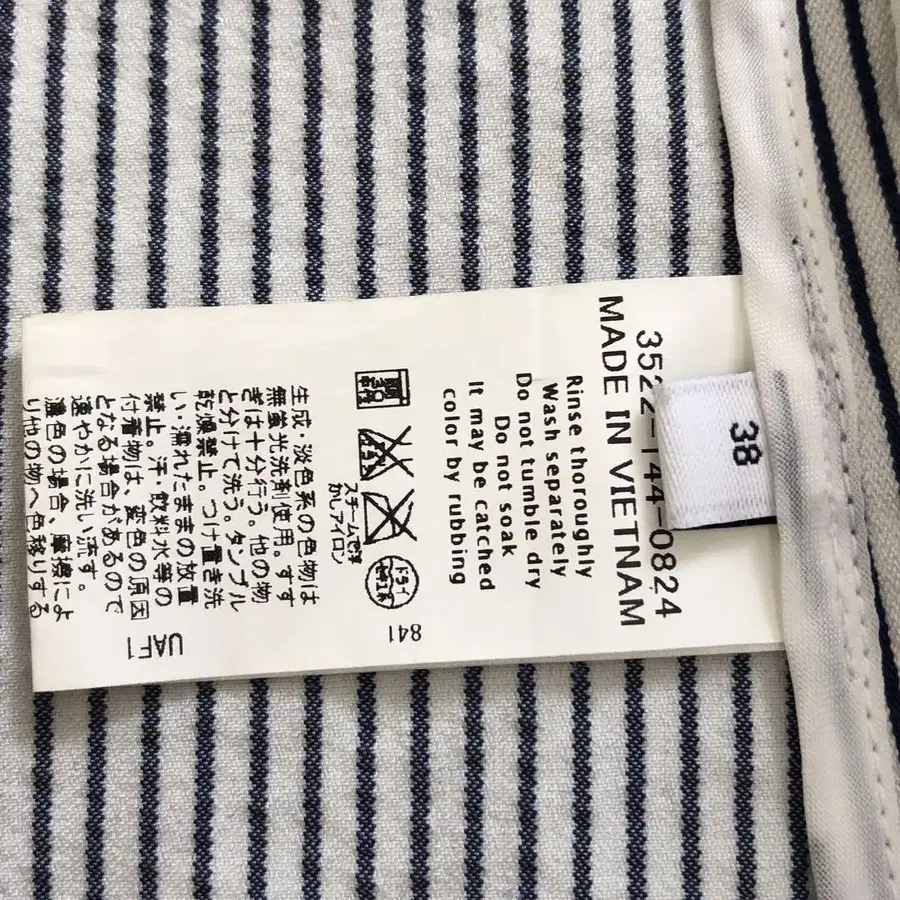 38
3522-144-0824
MADE IN VIETNAM
Rinse thoroughly
Wash separately
Do not tumble dry
Do not soak
It may be catched
color by rubbing
30
ドライ
841
スチームで浮
かしアイロン
生成・淡色系の色物は
無螢光洗剤使用。すす
ぎは十分行う。他の物
と分けて洗う。タンブル
乾燥禁止。つけ置き洗
い・濡れたままの放置
禁止。汗・飲料水等の
付着物は、変色の原因
となる場合があるので
速やかに洗い流す。
濃色の場合、摩擦によ
り他の物へ色移りする
UAF1